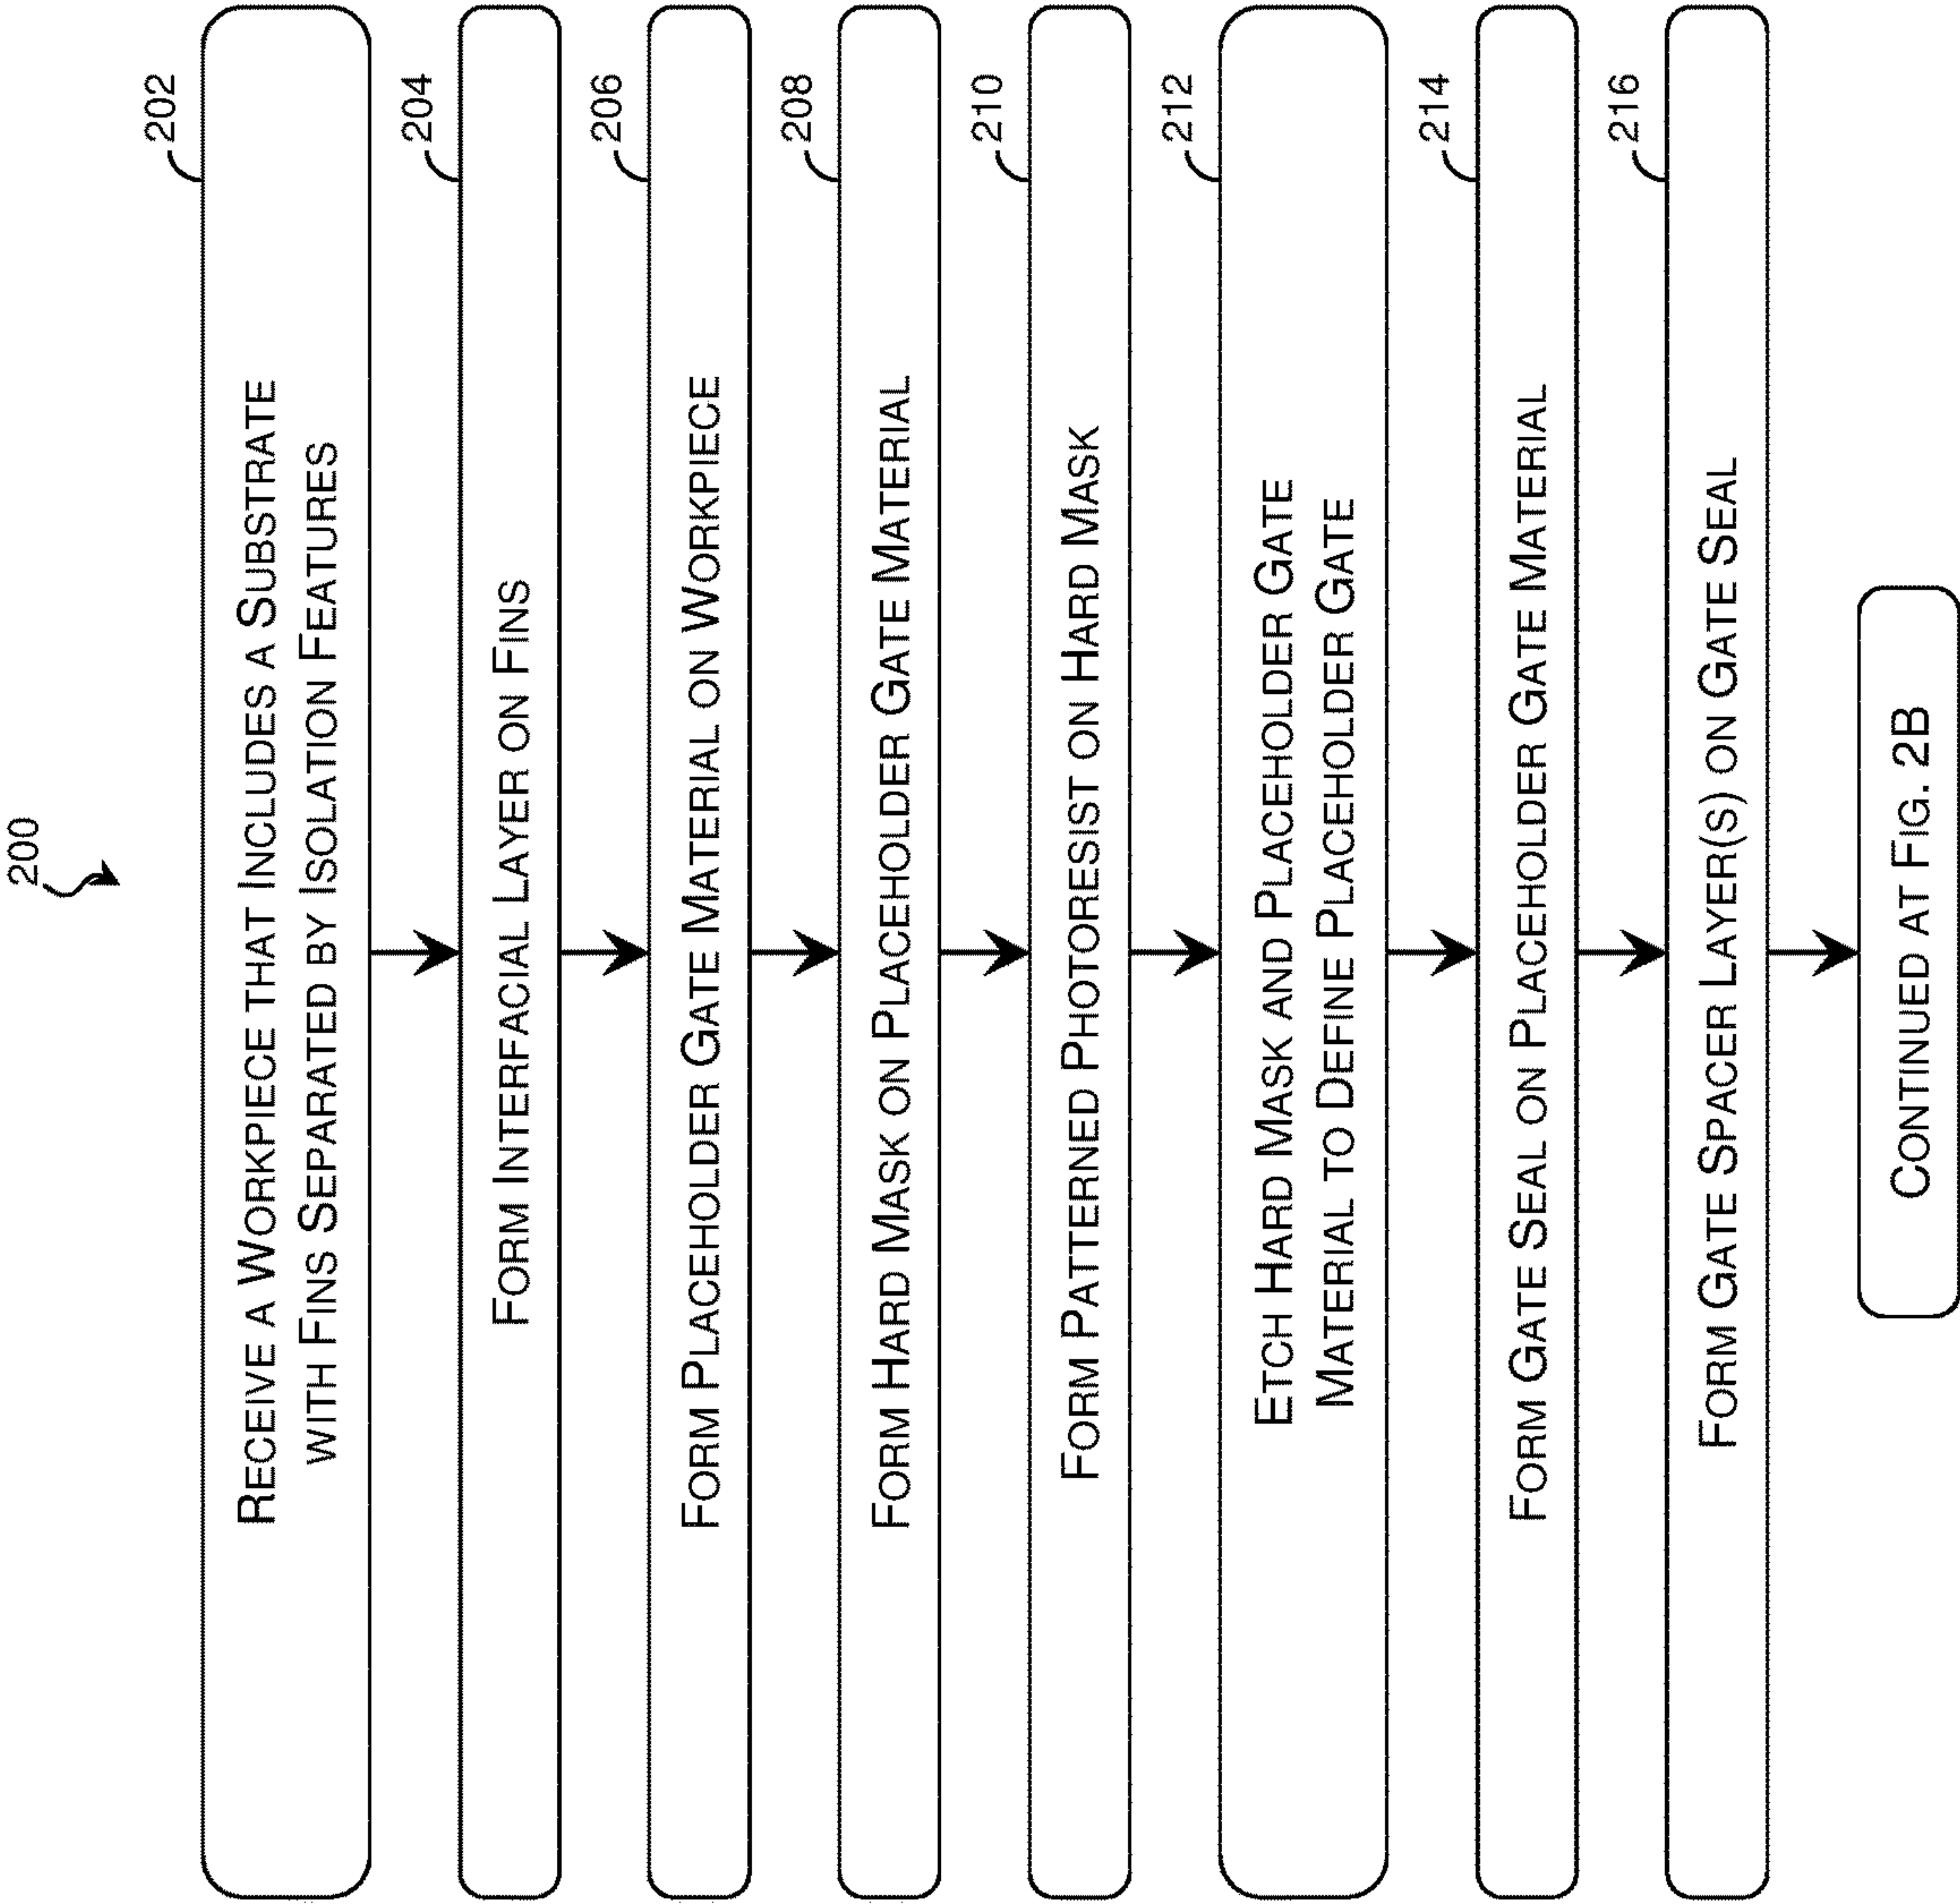 200
202
RECEIVE A WORKPIECE THAT INCLUDES A SUBSTRATE
WITH FINS SEPARATED BY ISOLATION FEATURES
204
FORM INTERFACIAL LAYER ON FINS
206
FORM PLACEHOLDER GATE MATERIAL ON WORKPIECE
208
FORM HARD MASK ON PLACEHOLDER GATE MATERIAL
210
FORM PATTERNED PHOTORESIST ON HARD MASK
212
ETCH HARD MASK AND PLACEHOLDER GATE
MATERIAL TO DEFINE PLACEHOLDER GATE
214
FORM GATE SEAL ON PLACEHOLDER GATE MATERIAL
216
FORM GATE SPACER LAYER(S) ON GATE SEAL
CONTINUED AT FIG. 2B